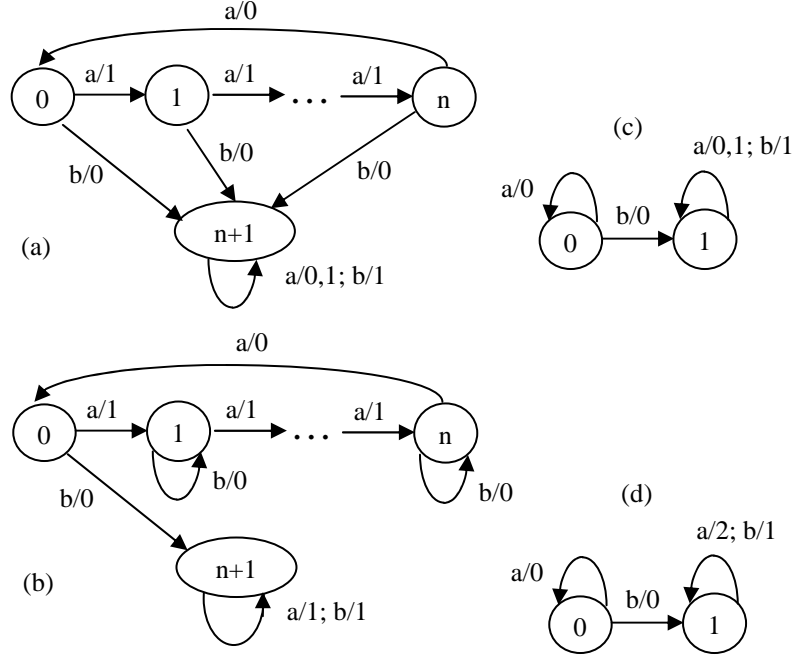 a/0
a/1 a/1 a/1
0 1 ... n
b/0 b/0 b/0
n+1
a/0,1; b/1
(a)
(c)
a/0,1; b/1
a/0
b/0
0 1
a/0
a/1 a/1 a/1
0 1 ... n
b/0 b/0 b/0
n+1
a/1; b/1
(b)
(d)
a/2; b/1
a/0
b/0
0 1